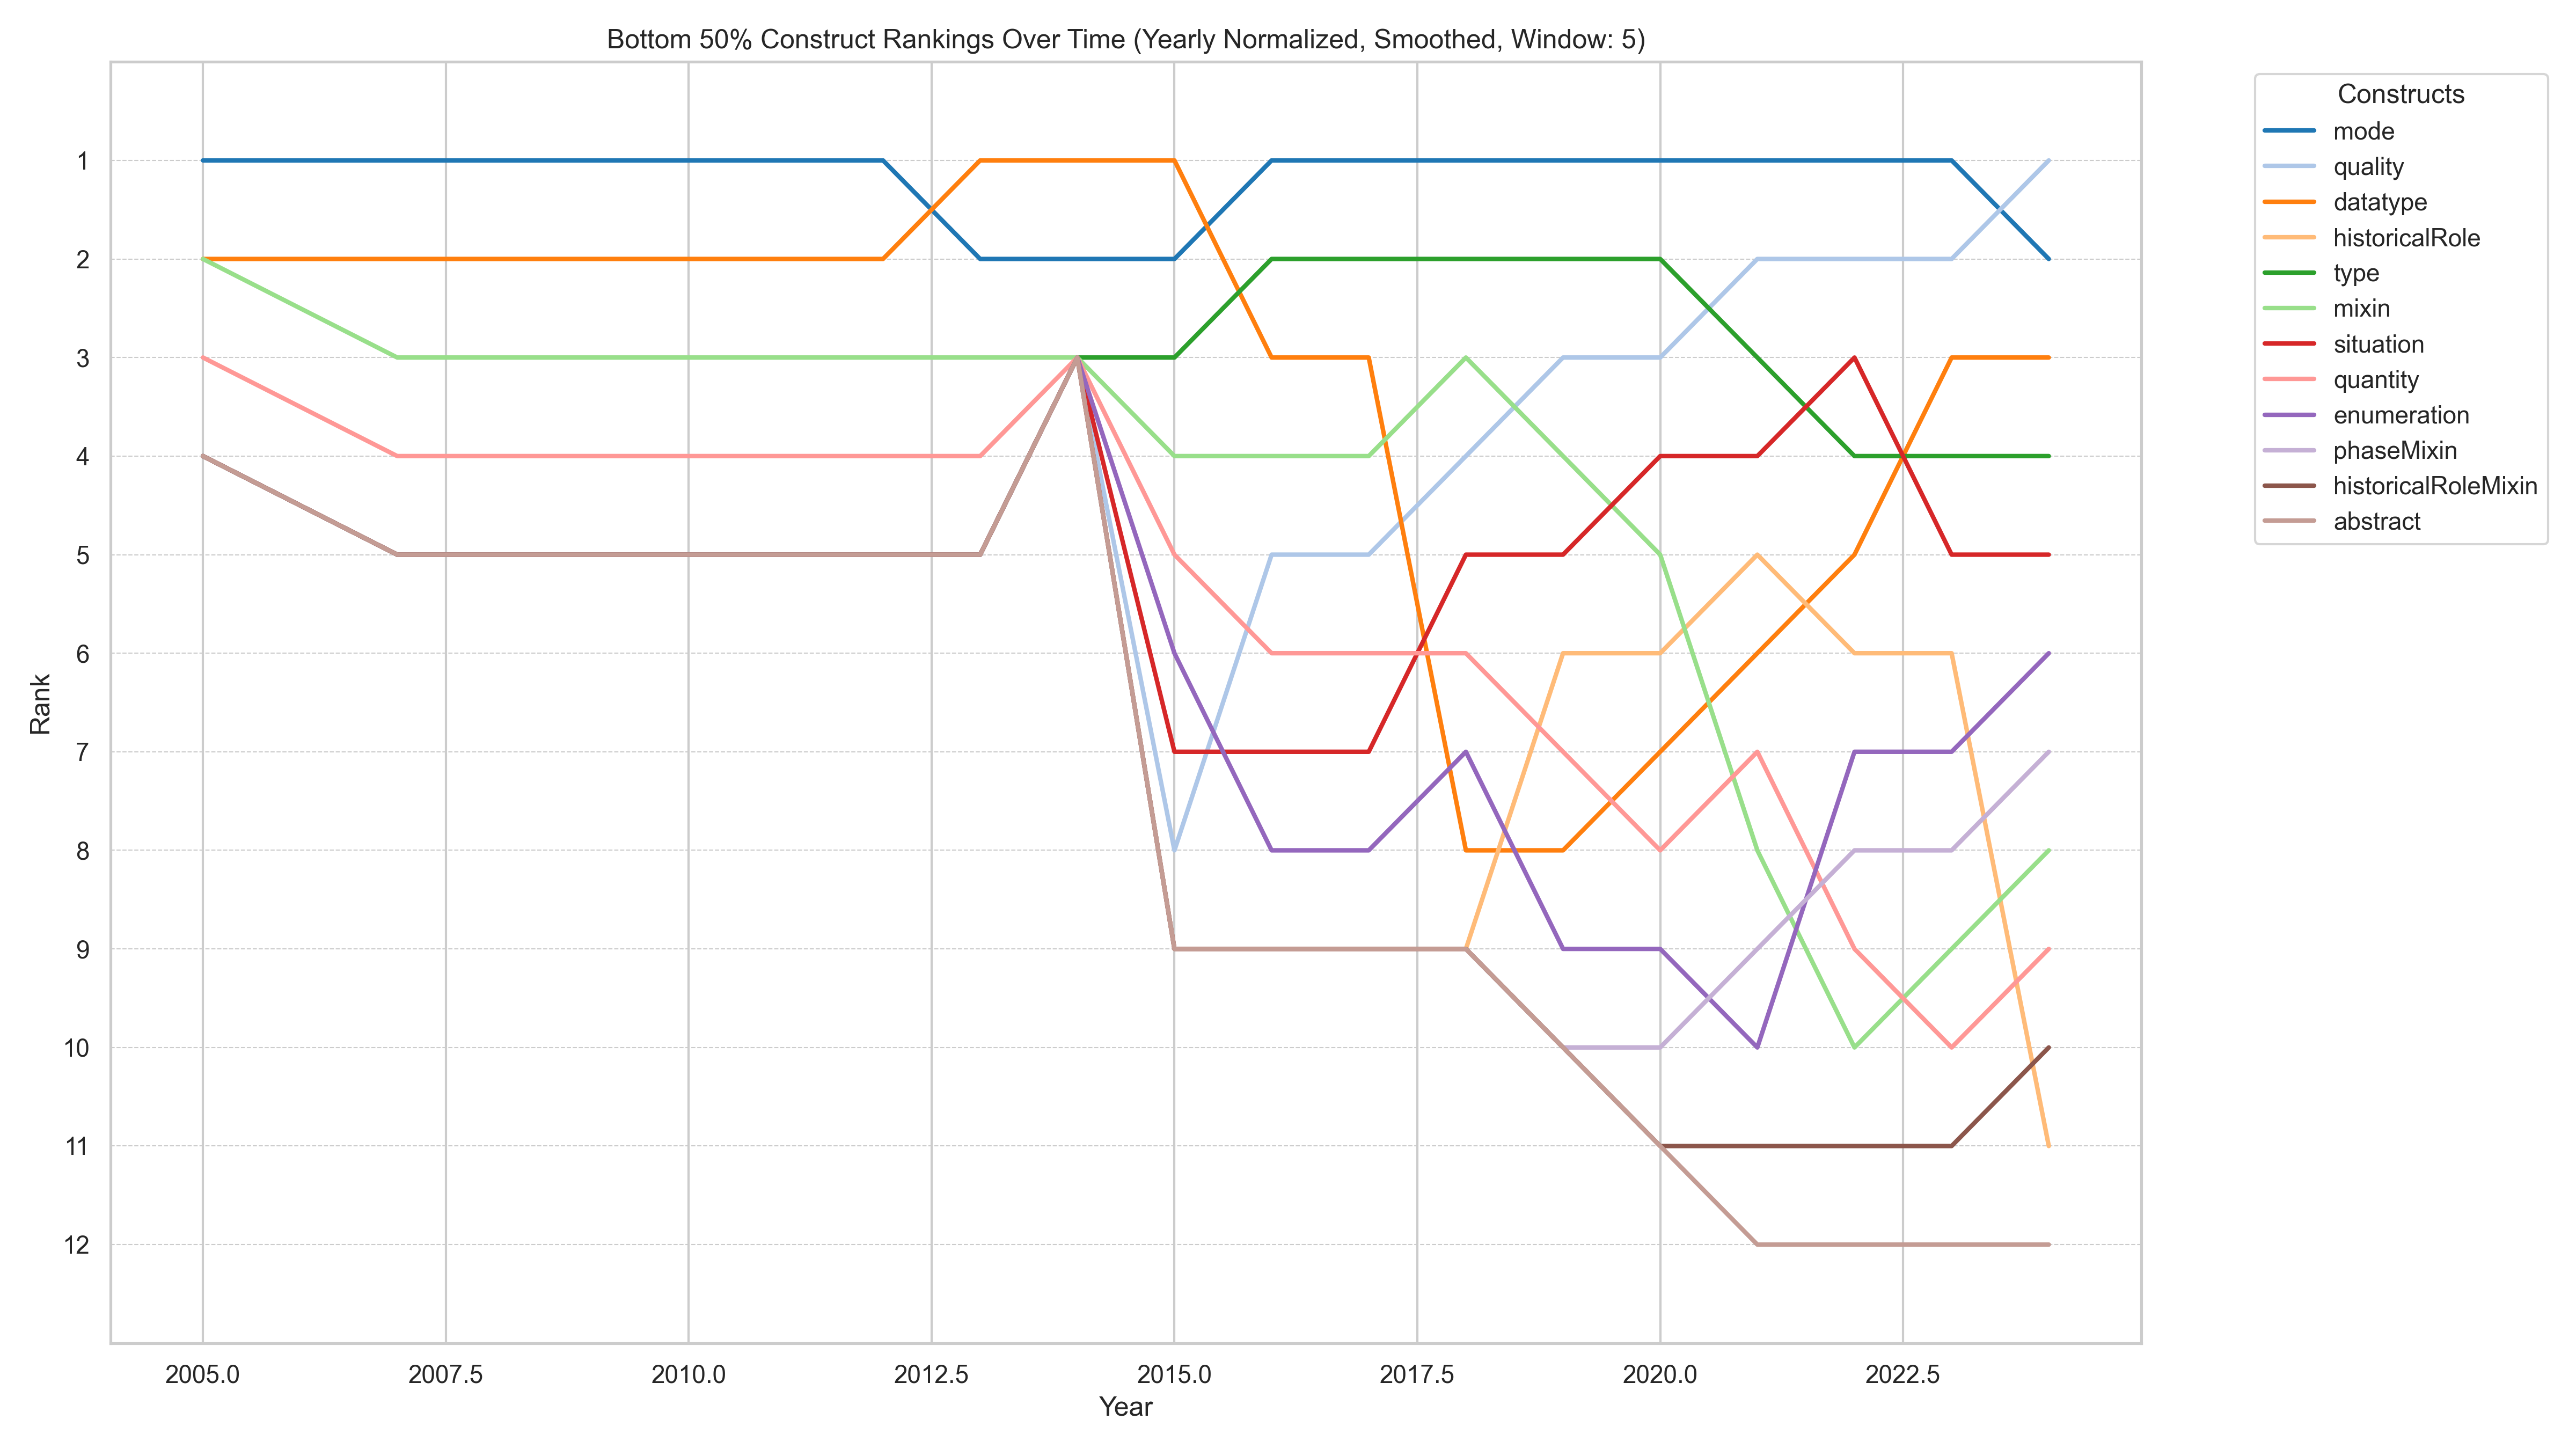 Bottom 50% Construct Rankings Over Time (Yearly Normalized, Smoothed, Window: 5)
Constructs
mode
quality
datatype
historicalRole
type
mixin
situation
quantity
enumeration
phaseMixin
historicalRoleMixin
abstract
Rank
1
2
3
4
5
6
7
8
9
10
11
12
2005.0 2007.5 2010.0 2012.5 2015.0 2017.5 2020.0 2022.5
Year